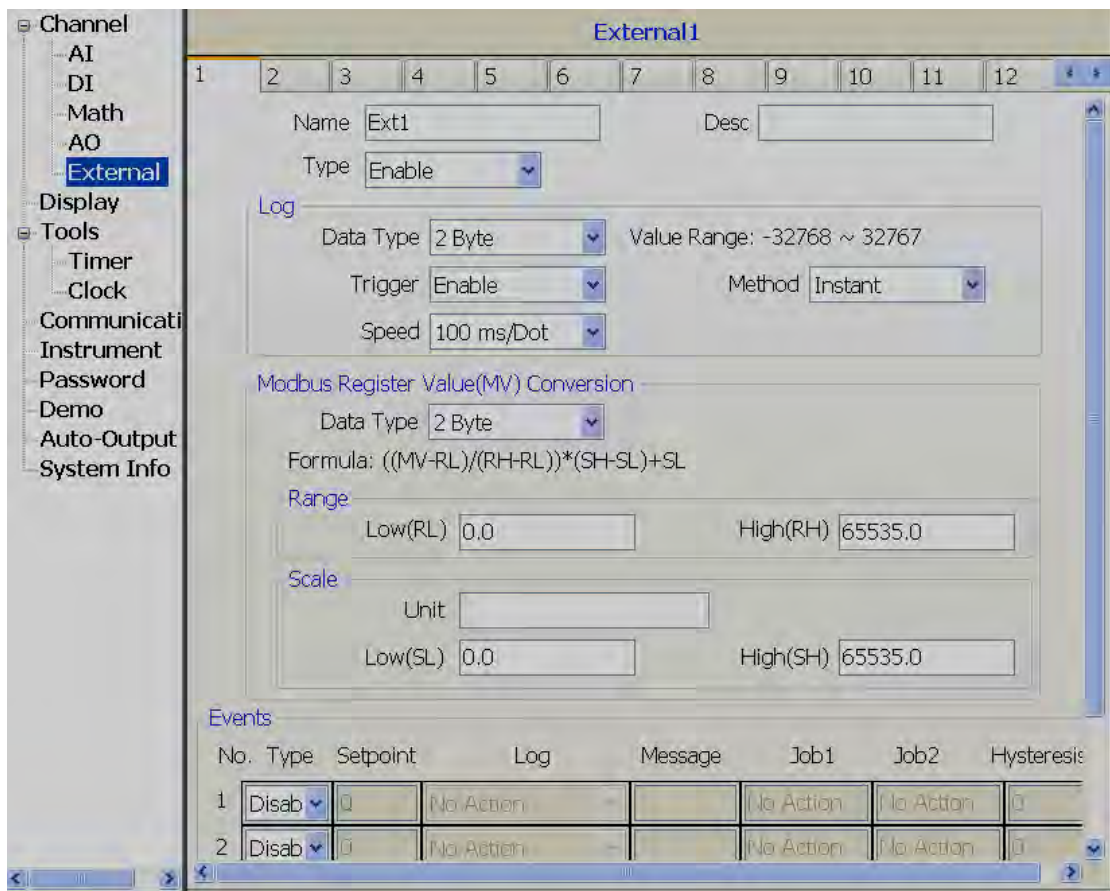 Channel
AI
DI
Math
AO
External
Display
Tools
Timer
Clock
Communicati
Instrument
Password
Demo
Auto-Output
System Info
External1
1 2 3 4 5 6 7 8 9 10 11 12
Name Ext1 Desc
Type Enable
Log
Data Type 2 Byte Value Range: -32768 ~ 32767
Trigger Enable Method Instant
Speed 100 ms/Dot
Modbus Register Value(MV) Conversion
Data Type 2 Byte
Formula: ((MV-RL)/(RH-RL))*(SH-SL)+SL
Range
Low(RL) 0.0 High(RH) 65535.0
Scale
Unit
Low(SL) 0.0 High(SH) 65535.0
Events
No. Type Setpoint Log Message Job1 Job2 Hysteresis
1 Disab 0 No Action No Action No Action 0
2 Disab 0 No Action No Action No Action 0